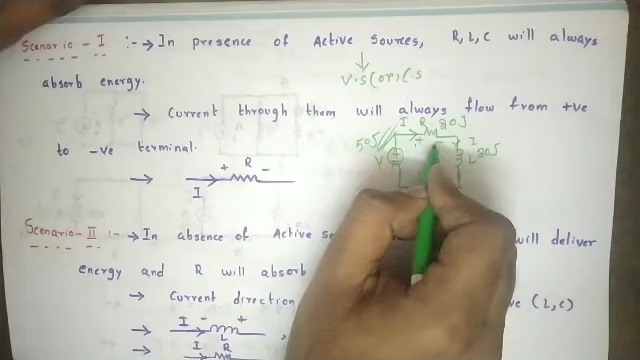 Scenario - I :- → In presence of Active sources, R, L, C will always
absorb energy.
↓
V.S (or) C.S
→ Current through them will always flow from +ve
to -ve terminal.
I R 20J
50J + -
V + I
L 30J
→ + R -
I
Scenario - II :- → In absence of Active will deliver
energy and R will absorb
→ Current direction (L, C)
→ I - + ,
L
→ I R